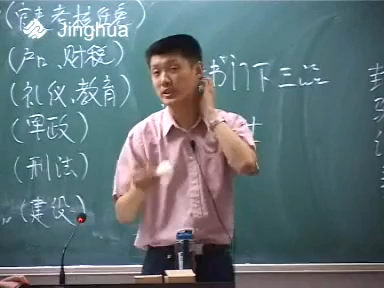 Jinghua
（官吏考核任免）
（户口、财税）
（礼仪、教育）
（军政）
（刑法）
（建设）
书门下三省